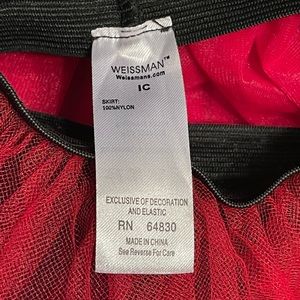 WEISSMAN™
Weissmans.com
IC
SKIRT:
100%NYLON
EXCLUSIVE OF DECORATION
AND ELASTIC
RN 64830
MADE IN CHINA
See Reverse For Care